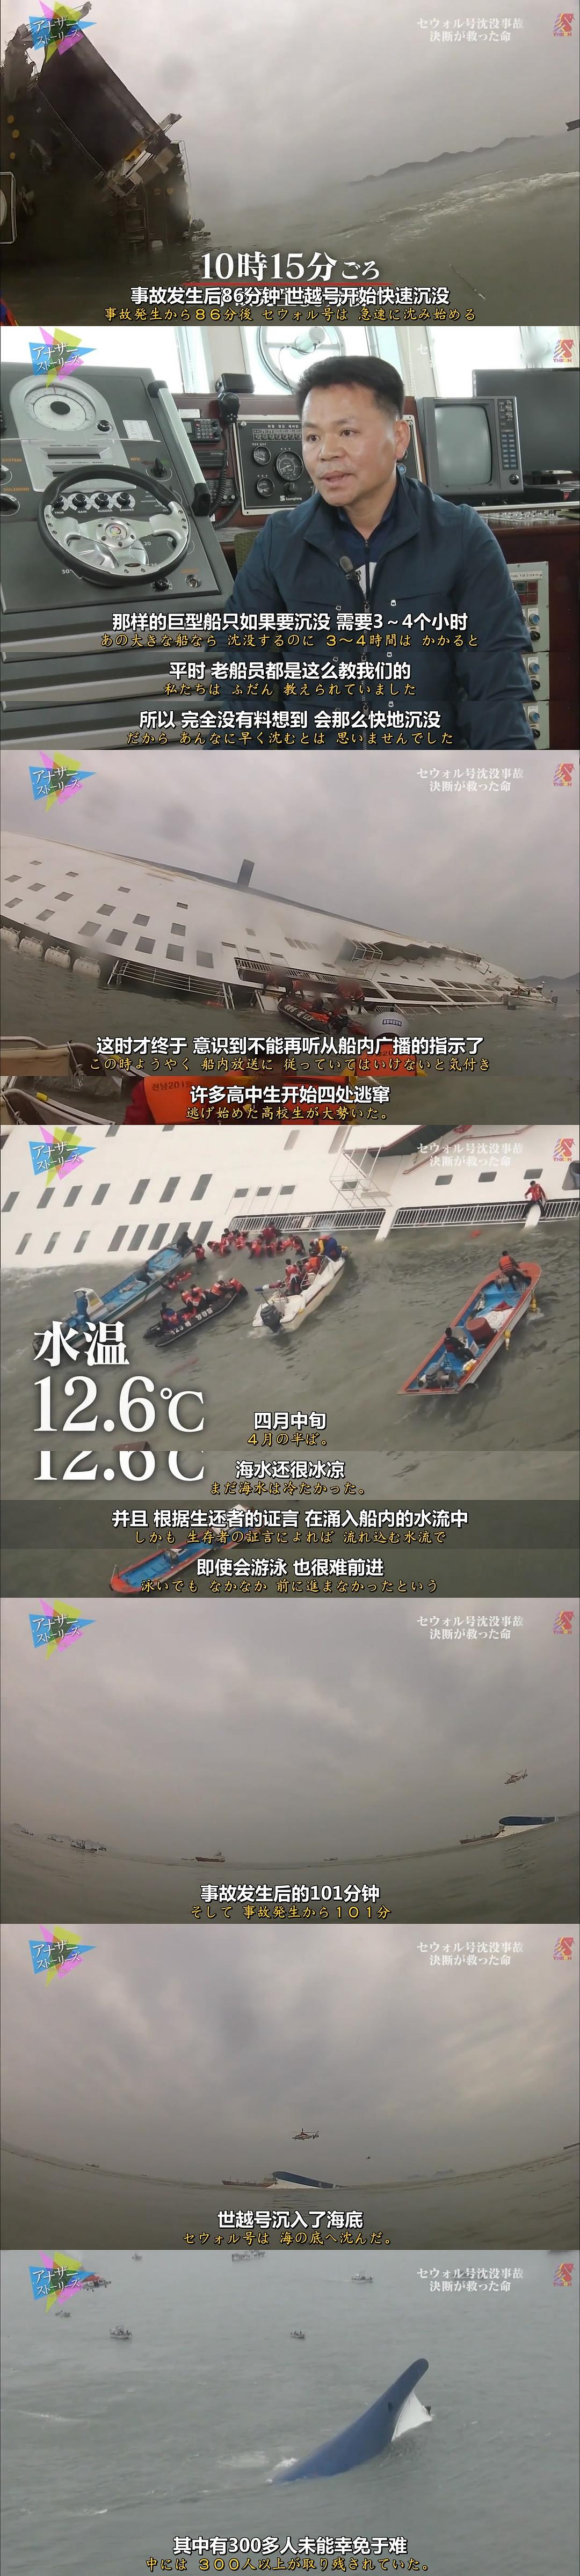 アナザー
ストーリーズ
セウォル号沈没事故
決断が救った命
10時15分ごろ
事故发生后86分钟 世越号开始快速沉没
事故発生から８６分後 セウォル号は 急速に沈み始める
アナザー
ストーリーズ
那样的巨型船只如果要沉没 需要3～4个小时
あの大きな船なら 沈没するのに ３～４時間は かかると
平时 老船员都是这么教我们的
私たちは ふだん 教えられていました
所以 完全没有料想到 会那么快地沉没
だから あんなに早く沈むとは 思いませんでした
アナザー
ストーリーズ
セウォル号沈没事故
決断が救った命
这时才终于 意识到不能再听从船内广播的指示了
この時ようやく 船内放送に 従っていてはいけないと気付き
许多高中生开始四处逃窜
逃げ始めた高校生が大勢いた。
アナザー
ストーリーズ
セウォル号沈没事故
決断が救った命
水温
12.6℃
四月中旬
４月の半ば。
12.6℃
海水还很冰凉
まだ海水は冷たかった。
并且 根据生还者的证言 在涌入船内的水流中
しかも 生存者の証言によれば 流れ込む水流で
即使会游泳 也很难前进
泳いでも なかなか 前に進まなかったという
アナザー
ストーリーズ
セウォル号沈没事故
決断が救った命
事故发生后的101分钟
そして 事故発生から１０１分
アナザー
ストーリーズ
セウォル号沈没事故
決断が救った命
世越号沉入了海底
セウォル号は 海の底へ沈んだ。
アナザー
ストーリーズ
セウォル号沈没事故
決断が救った命
其中有300多人未能幸免于难
中には ３００人以上が取り残されていた。